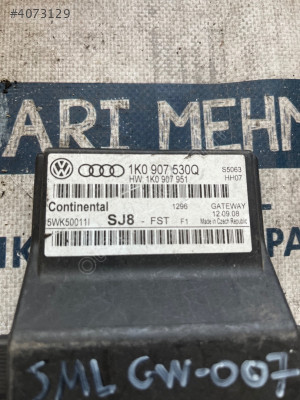 #4073129
ARI MEHM
1K0 907 530Q
HW 1K0 907 951
S5063
HH07
Continental
1296
GATEWAY
5WK50011I
SJ8 - FST F1
12.09.08
Made in Czech Republic
SML GW-007